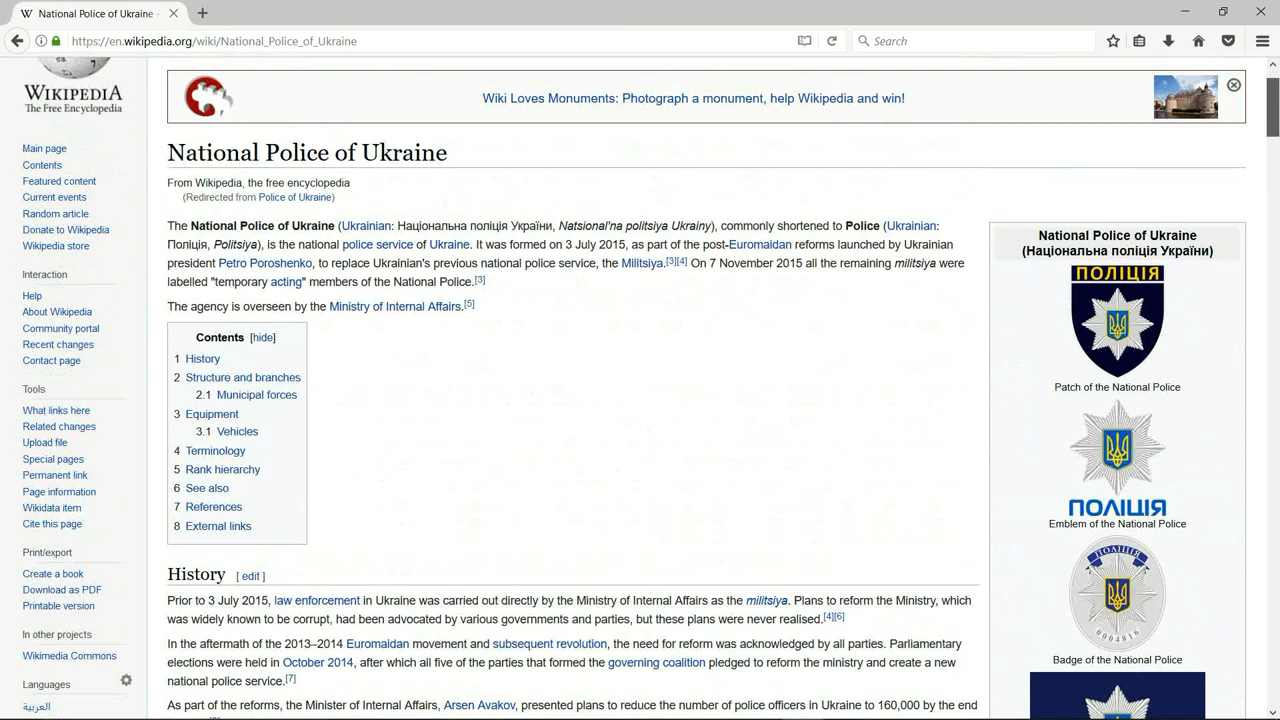 National Police of Ukraine -
https://en.wikipedia.org/wiki/National_Police_of_Ukraine
Search
WIKIPEDIA
The Free Encyclopedia
Main page
Contents
Featured content
Current events
Random article
Donate to Wikipedia
Wikipedia store
Interaction
Help
About Wikipedia
Community portal
Recent changes
Contact page
Tools
What links here
Related changes
Upload file
Special pages
Permanent link
Page information
Wikidata item
Cite this page
Print/export
Create a book
Download as PDF
Printable version
In other projects
Wikimedia Commons
Languages
العربية
Wiki Loves Monuments: Photograph a monument, help Wikipedia and win!
National Police of Ukraine
From Wikipedia, the free encyclopedia
(Redirected from Police of Ukraine)
The National Police of Ukraine (Ukrainian: Національна поліція України, Natsional'na politsiya Ukrainy), commonly shortened to Police (Ukrainian:
Поліція, Politsiya), is the national police service of Ukraine. It was formed on 3 July 2015, as part of the post-Euromaidan reforms launched by Ukrainian
president Petro Poroshenko, to replace Ukrainian's previous national police service, the Militsiya.[3][4] On 7 November 2015 all the remaining militsiya were
labelled "temporary acting" members of the National Police.[3]
The agency is overseen by the Ministry of Internal Affairs.[5]
Contents [hide]
1 History
2 Structure and branches
2.1 Municipal forces
3 Equipment
3.1 Vehicles
4 Terminology
5 Rank hierarchy
6 See also
7 References
8 External links
History [ edit ]
Prior to 3 July 2015, law enforcement in Ukraine was carried out directly by the Ministry of Internal Affairs as the militsiya. Plans to reform the Ministry, which
was widely known to be corrupt, had been advocated by various governments and parties, but these plans were never realised.[4][6]
In the aftermath of the 2013–2014 Euromaidan movement and subsequent revolution, the need for reform was acknowledged by all parties. Parliamentary
elections were held in October 2014, after which all five of the parties that formed the governing coalition pledged to reform the ministry and create a new
national police service.[7]
As part of the reforms, the Minister of Internal Affairs, Arsen Avakov, presented plans to reduce the number of police officers in Ukraine to 160,000 by the end
National Police of Ukraine
(Національна поліція України)
ПОЛІЦІЯ
Patch of the National Police
ПОЛІЦІЯ
Emblem of the National Police
ПОЛІЦІЯ
0004816
Badge of the National Police